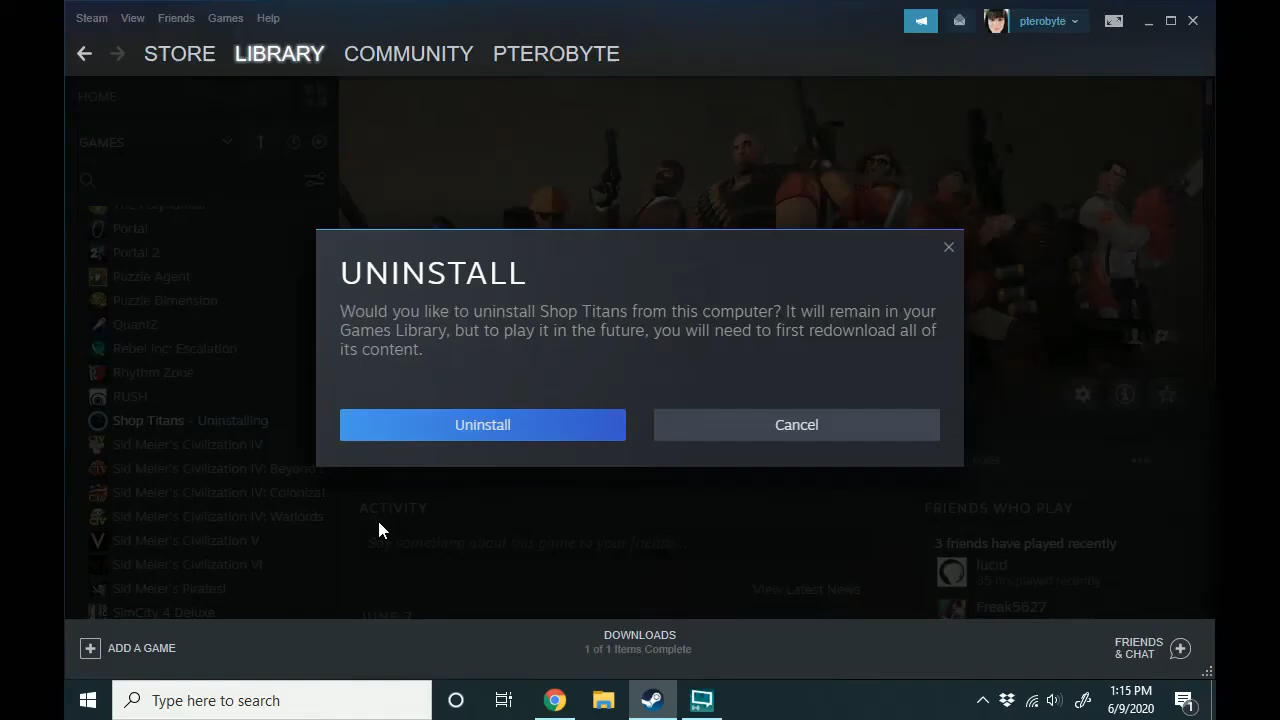 Steam View Friends Games Help
pterobyte
STORE LIBRARY COMMUNITY PTEROBYTE
HOME
GAMES
Portal
Portal 2
Puzzle Agent
Puzzle Dimension
QuantZ
Rebel Inc: Escalation
Rhythm Zone
RUSH
Shop Titans - Uninstalling
Sid Meier's Civilization IV
Sid Meier's Civilization IV: Beyond
Sid Meier's Civilization IV: Colonizat
Sid Meier's Civilization IV: Warlords
Sid Meier's Civilization V
Sid Meier's Civilization VI
Sid Meier's Pirates!
SimCity 4 Deluxe
UNINSTALL
Would you like to uninstall Shop Titans from this computer? It will remain in your
Games Library, but to play it in the future, you will need to first redownload all of
its content.
Uninstall Cancel
ACTIVITY
Say something about this game to your friends...
View Latest News
JUNE 7
FRIENDS WHO PLAY
3 friends have played recently
lucid
35 hrs played recently
Freak5627
ADD A GAME
DOWNLOADS
1 of 1 Items Complete
FRIENDS
& CHAT
Type here to search
1:15 PM
6/9/2020
1